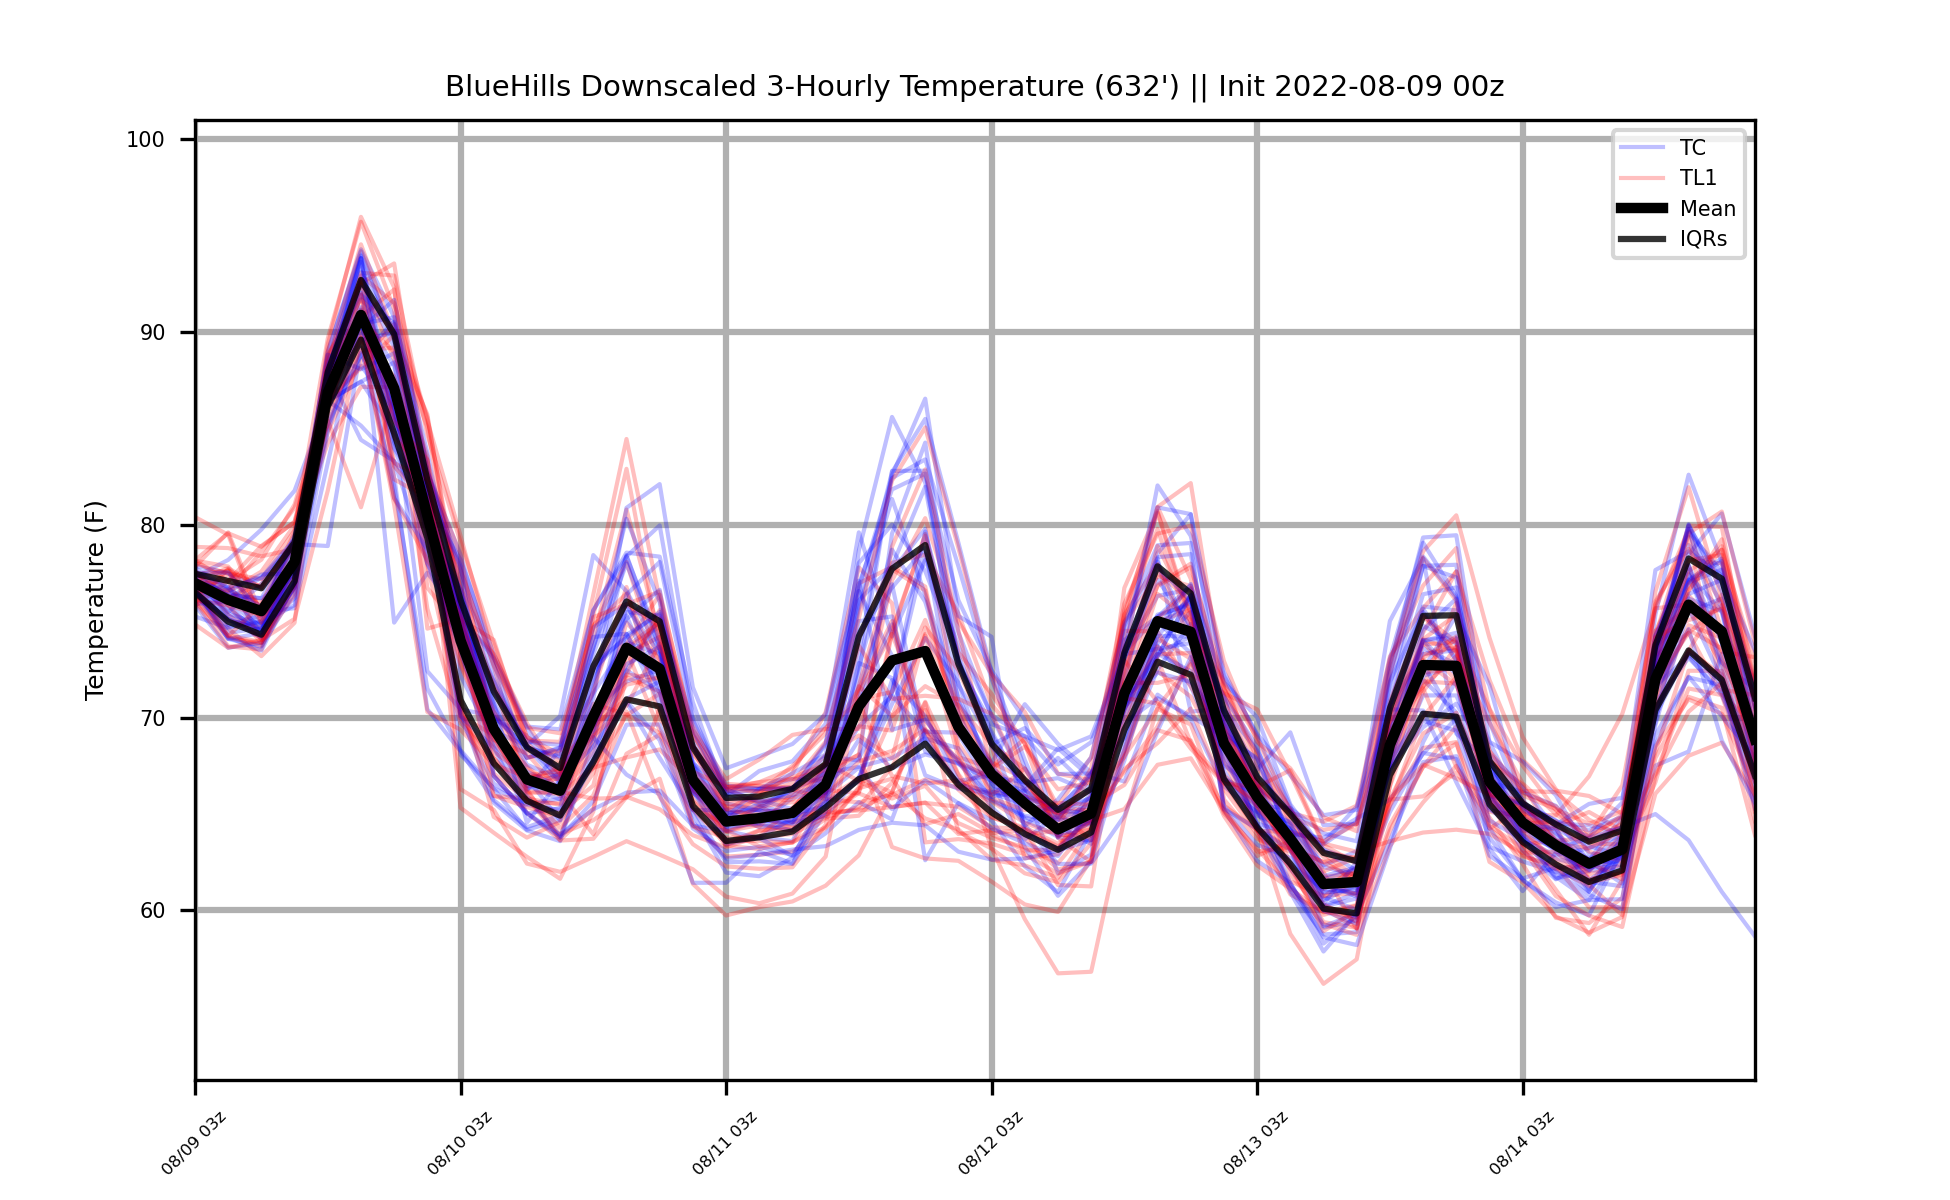 BlueHills Downscaled 3-Hourly Temperature (632') || Init 2022-08-09 00z
TC
TL1
Mean
IQRs
Temperature (F)
100
90
80
70
60
08/09 03z
08/10 03z
08/11 03z
08/12 03z
08/13 03z
08/14 03z